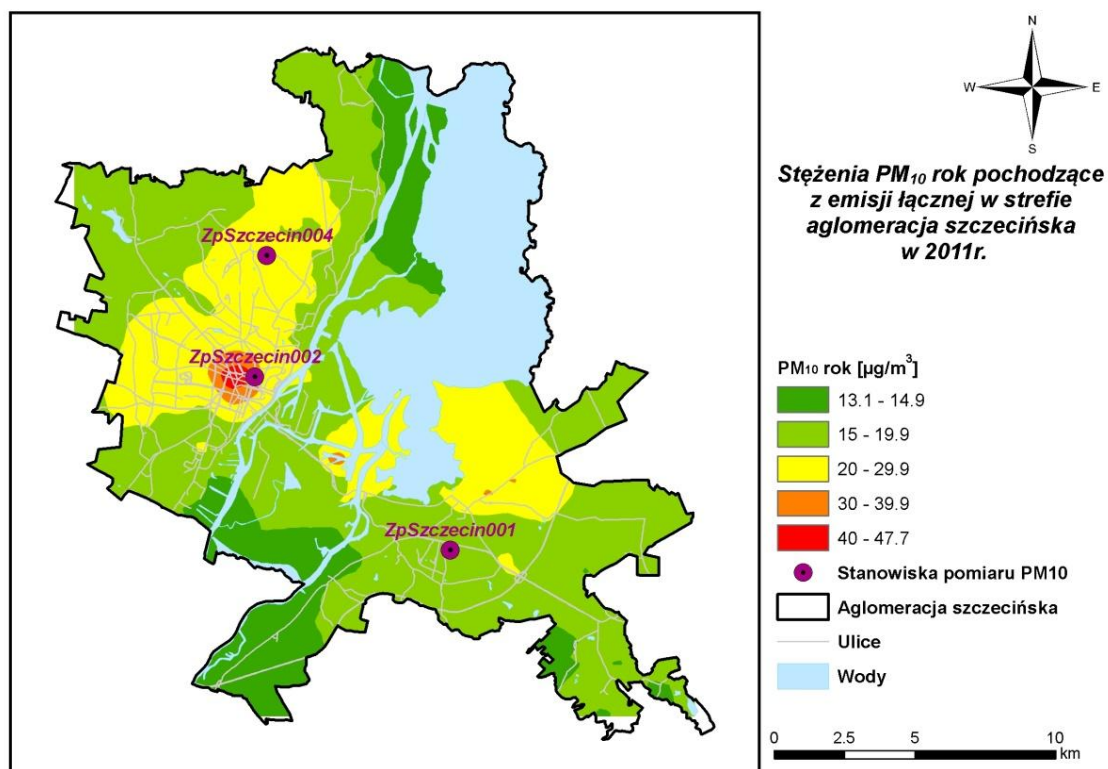 N
W E
S
Stężenia PM₁₀ rok pochodzące
z emisji łącznej w strefie
aglomeracja szczecińska
w 2011r.
ZpSzczecin004
ZpSzczecin002
ZpSzczecin001
PM₁₀ rok [µg/m³]
13.1 - 14.9
15 - 19.9
20 - 29.9
30 - 39.9
40 - 47.7
Stanowiska pomiaru PM10
Aglomeracja szczecińska
Ulice
Wody
0 2.5 5 10
km